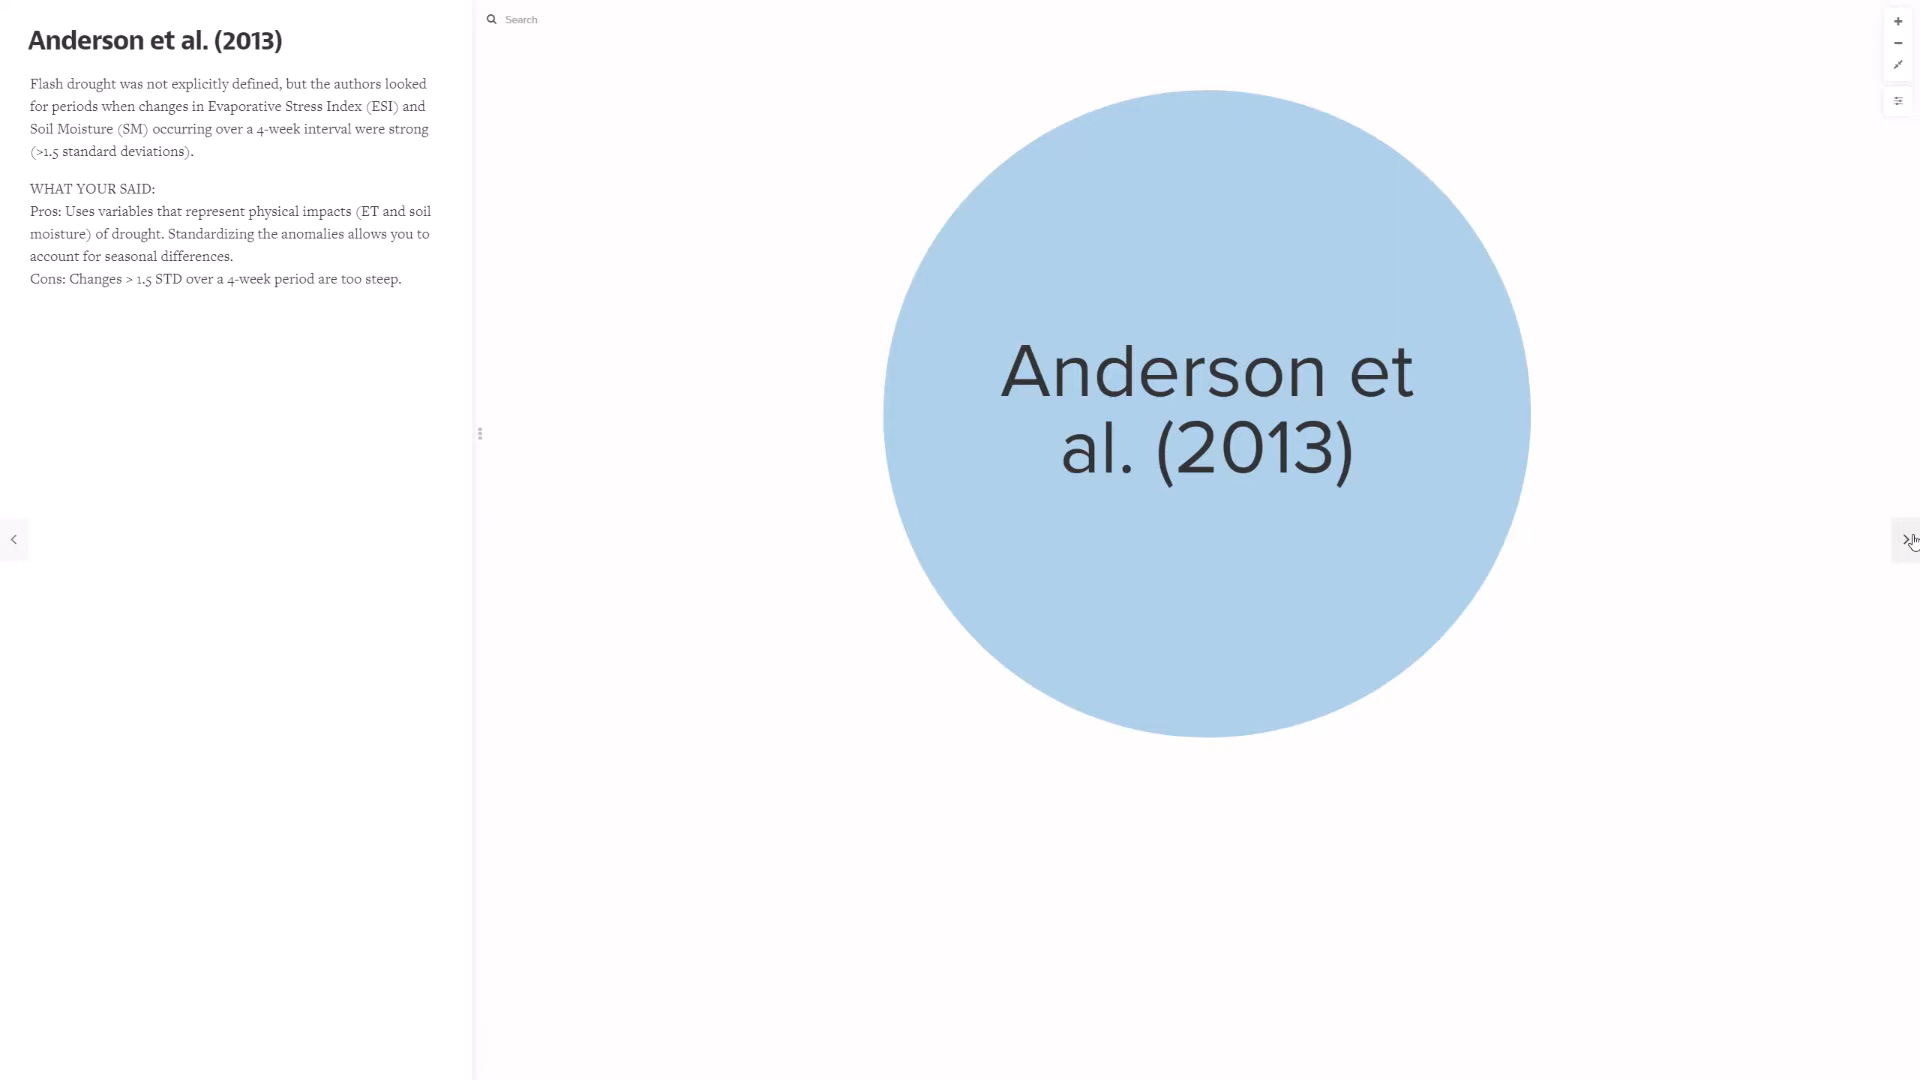 Anderson et al. (2013)
Flash drought was not explicitly defined, but the authors looked
for periods when changes in Evaporative Stress Index (ESI) and
Soil Moisture (SM) occurring over a 4-week interval were strong
(>1.5 standard deviations).
WHAT YOUR SAID:
Pros: Uses variables that represent physical impacts (ET and soil
moisture) of drought. Standardizing the anomalies allows you to
account for seasonal differences.
Cons: Changes > 1.5 STD over a 4-week period are too steep.
Search
Anderson et
al. (2013)